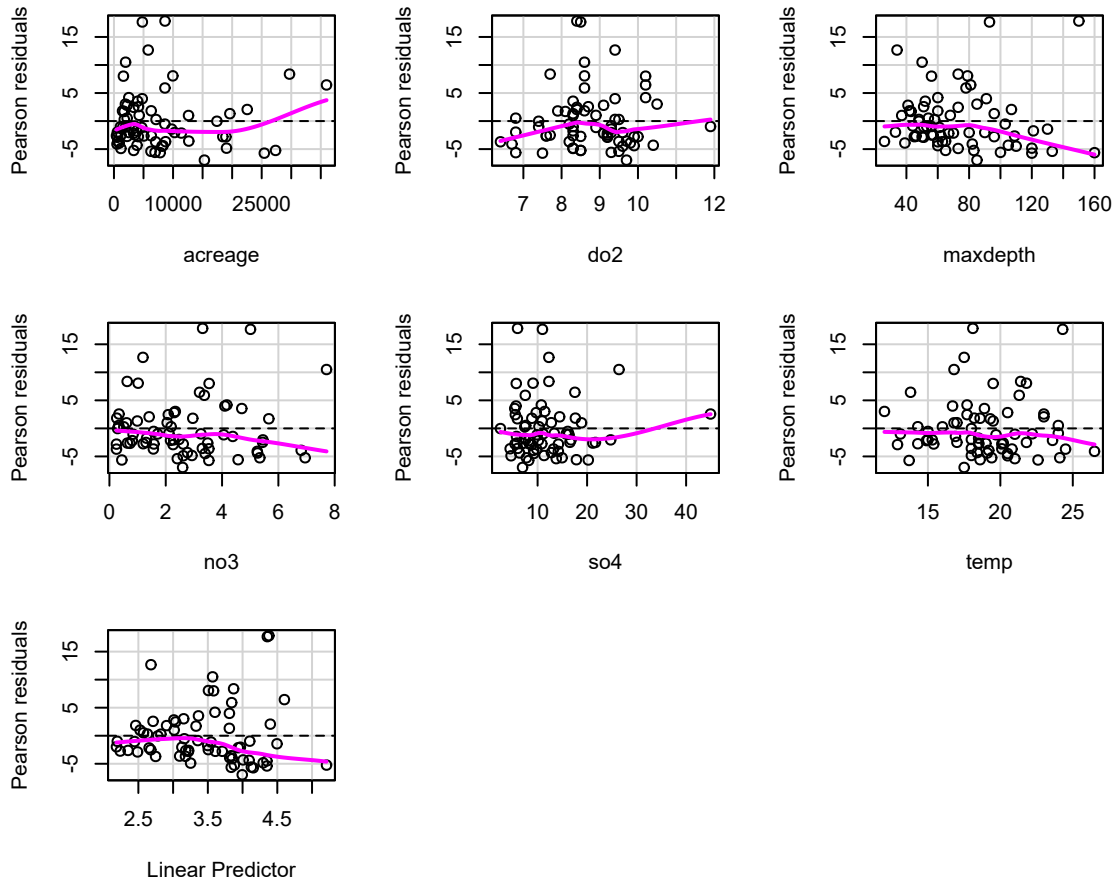 Pearson residuals
15
5
-5
0 10000 25000
acreage
Pearson residuals
15
5
-5
7 8 9 10 12
do2
Pearson residuals
15
5
-5
40 80 120 160
maxdepth
Pearson residuals
15
5
-5
0 2 4 6 8
no3
Pearson residuals
15
5
-5
10 20 30 40
so4
Pearson residuals
15
5
-5
15 20 25
temp
Pearson residuals
15
5
-5
2.5 3.5 4.5
Linear Predictor